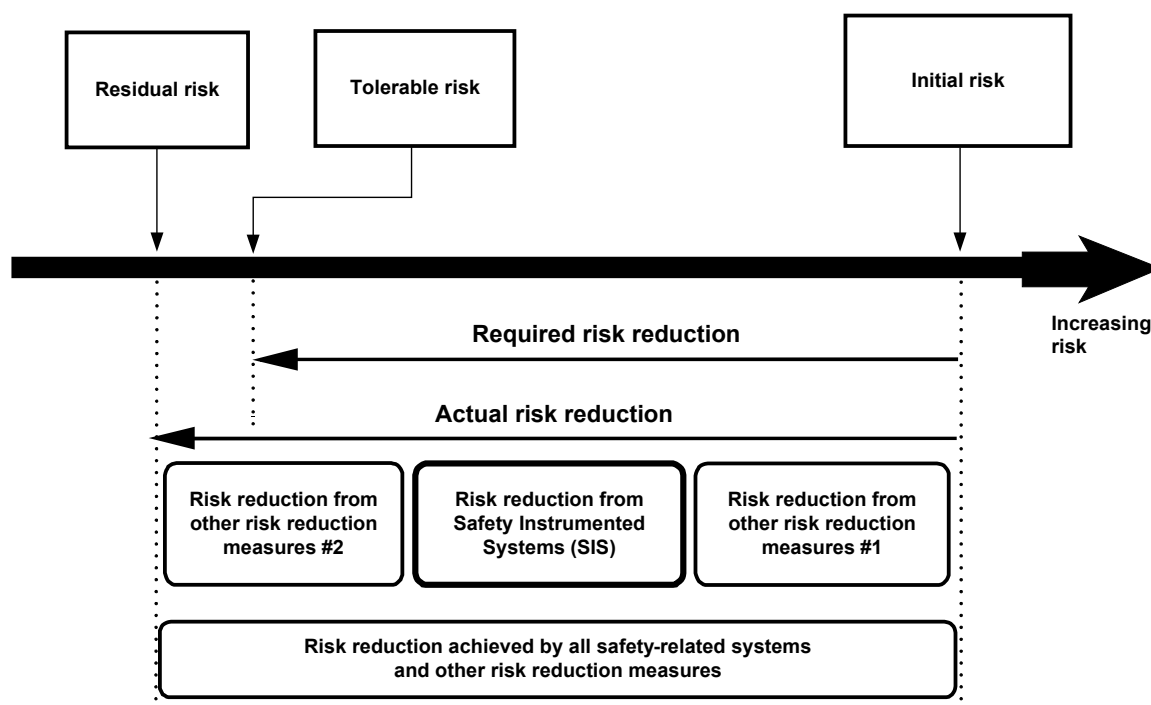 Residual risk
Tolerable risk
Initial risk
Increasing
risk
Required risk reduction
Actual risk reduction
Risk reduction from
other risk reduction
measures #2
Risk reduction from
Safety Instrumented
Systems (SIS)
Risk reduction from
other risk reduction
measures #1
Risk reduction achieved by all safety-related systems
and other risk reduction measures